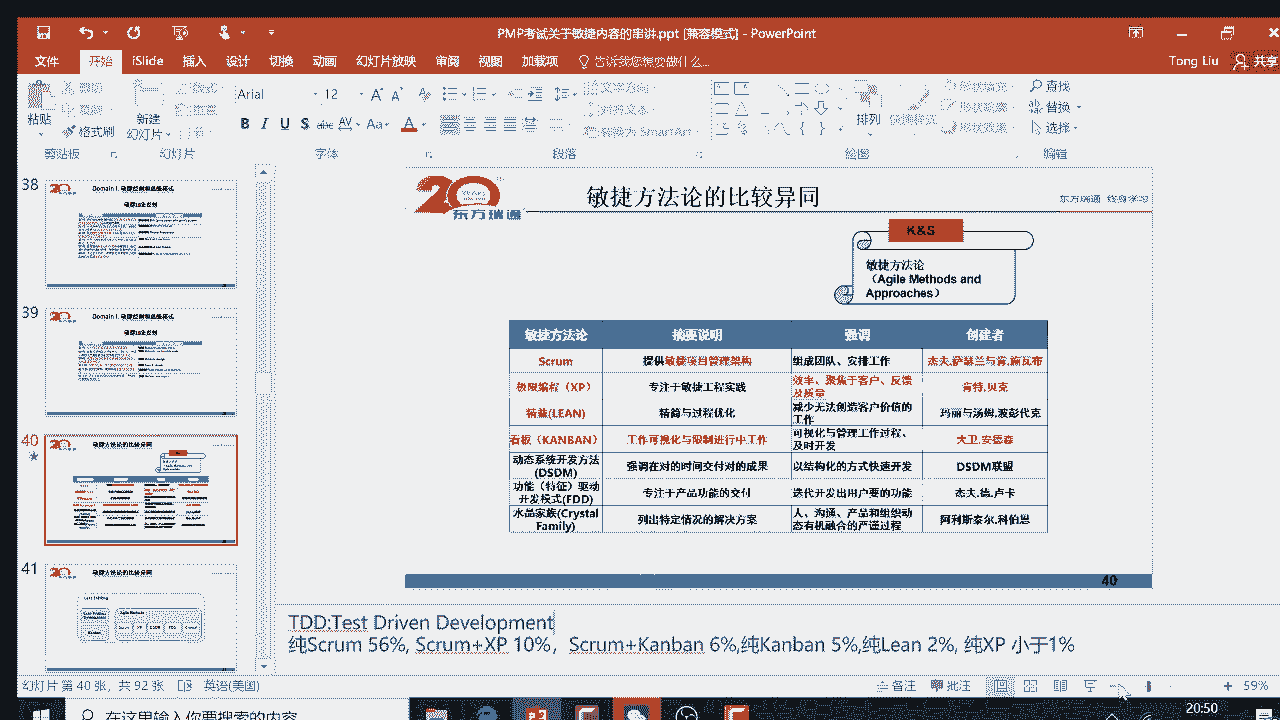 PMP考试关于敏捷内容的串讲.ppt [兼容模式] - PowerPoint
文件 开始 iSlide 插入 设计 切换 动画 幻灯片放映 审阅 视图 加载项 告诉我您想要做什么... Tong Liu 共享
粘贴 格式刷 新建 幻灯片 Arial 12 排列 查找 替换 选择
剪贴板 幻灯片 字体 段落 绘图 编辑
38
39
40
41
敏捷方法论的比较异同
东方瑞通 终身学习
20
东方瑞通
K&S
敏捷方法论
（Agile Methods and
Approaches）
敏捷方法论 摘要说明 强调 创建者
Scrum 提供敏捷项目管理架构 组成团队、安排工作 杰夫.萨瑟兰与肯.施瓦布
极限编程（XP） 专注于敏捷工程实践 效率、聚焦于客户、反馈及质量 肯特.贝克
精益(LEAN) 精简与过程优化 减少无法创造客户价值的工作 玛丽与汤姆.波彭代克
看板（KANBAN） 工作可视化与限制进行中工作 可视化与管理工作过程、及时开发 大卫.安德森
动态系统开发方法(DSDM) 强调在对的时间交付对的成果 以结构化的方式快速开发 DSDM联盟
功能（特征）驱动开发模式(FDD) 专注于产品功能的交付 迭代开发出用户要的功能 杰夫.德.卢卡
水晶家族(Crystal Family) 列出特定情况的解决方案 人、沟通、产品和组织动态有机融合的严谨过程 阿利斯泰尔.科伯恩
40
TDD:Test Driven Development
纯Scrum 56%, Scrum+XP 10%，Scrum+Kanban 6%,纯Kanban 5%,纯Lean 2%, 纯XP 小于1%
幻灯片 第 40 张，共 92 张 英语(美国) 备注 批注 59%
在这里输入你要搜索的内容 20:50